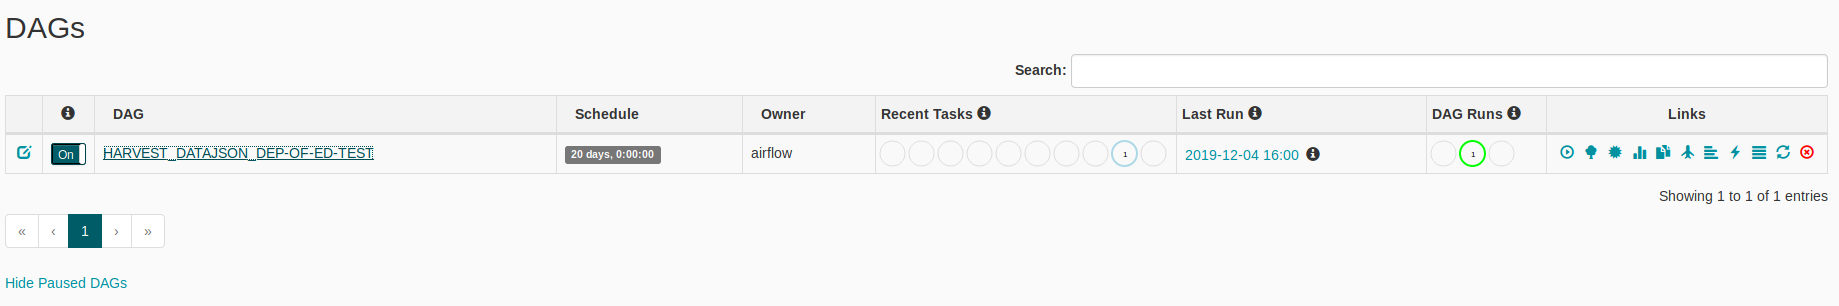 DAGs
Search:
DAG Schedule Owner Recent Tasks Last Run DAG Runs Links
On HARVEST_DATAJSON_DEP-OF-ED-TEST 20 days, 0:00:00 airflow 1 2019-12-04 16:00 1
Showing 1 to 1 of 1 entries
« ‹ 1 › »
Hide Paused DAGs